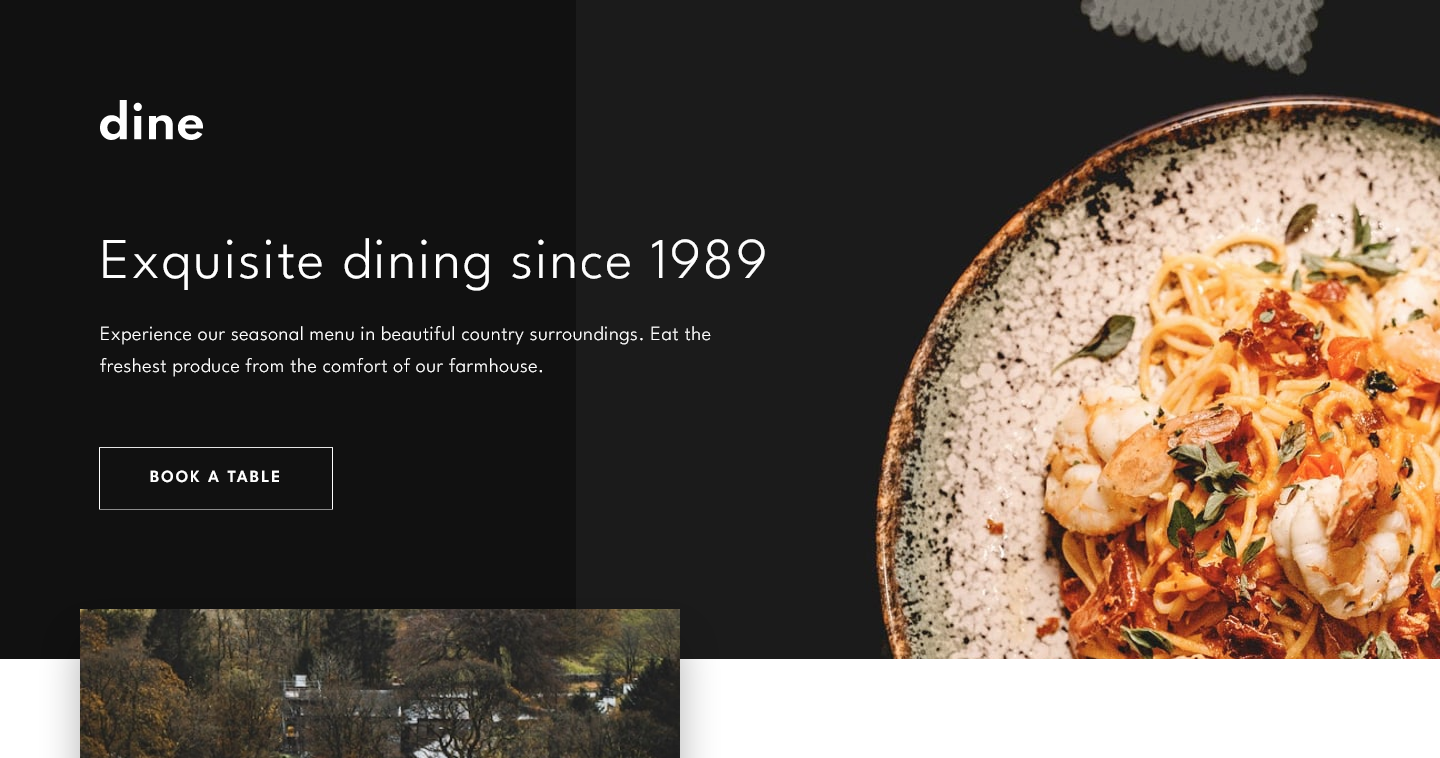 dine
Exquisite dining since 1989
Experience our seasonal menu in beautiful country surroundings. Eat the
freshest produce from the comfort of our farmhouse.
BOOK A TABLE